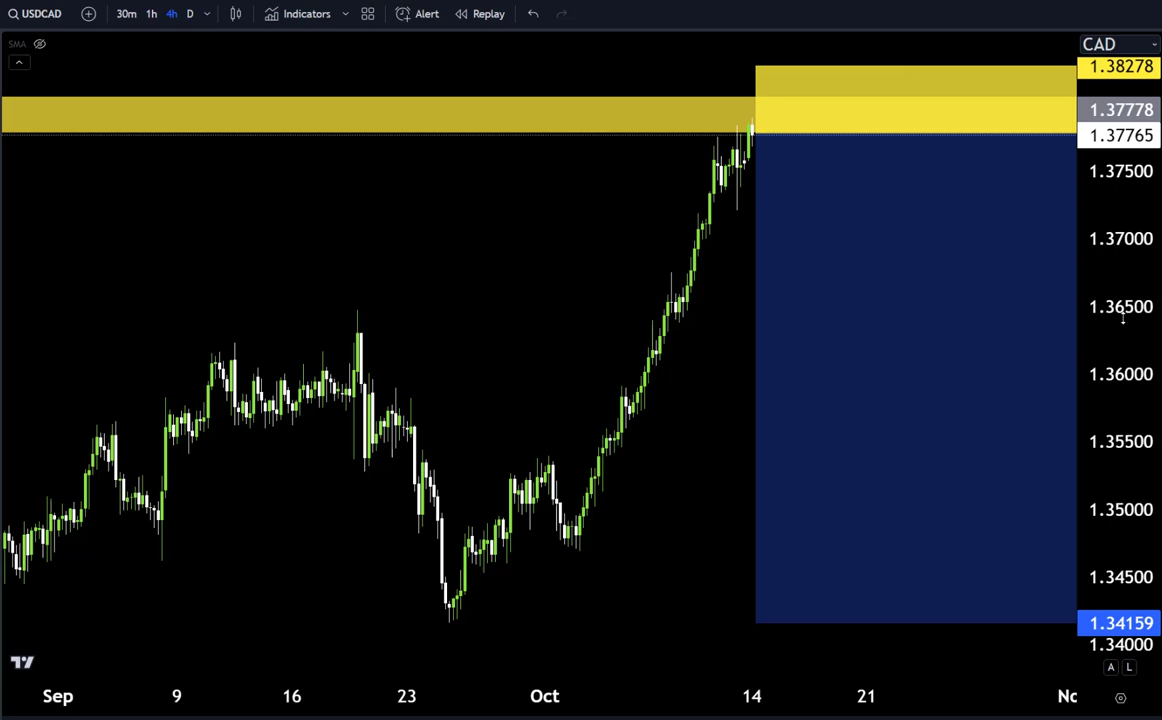 USDCAD 30m 1h 4h D Indicators Alert Replay
SMA
CAD
1.38278
1.37778
1.37765
1.37500
1.37000
1.36500
1.36000
1.35500
1.35000
1.34500
1.34159
1.34000
A L
Sep 9 16 23 Oct 14 21 Nc